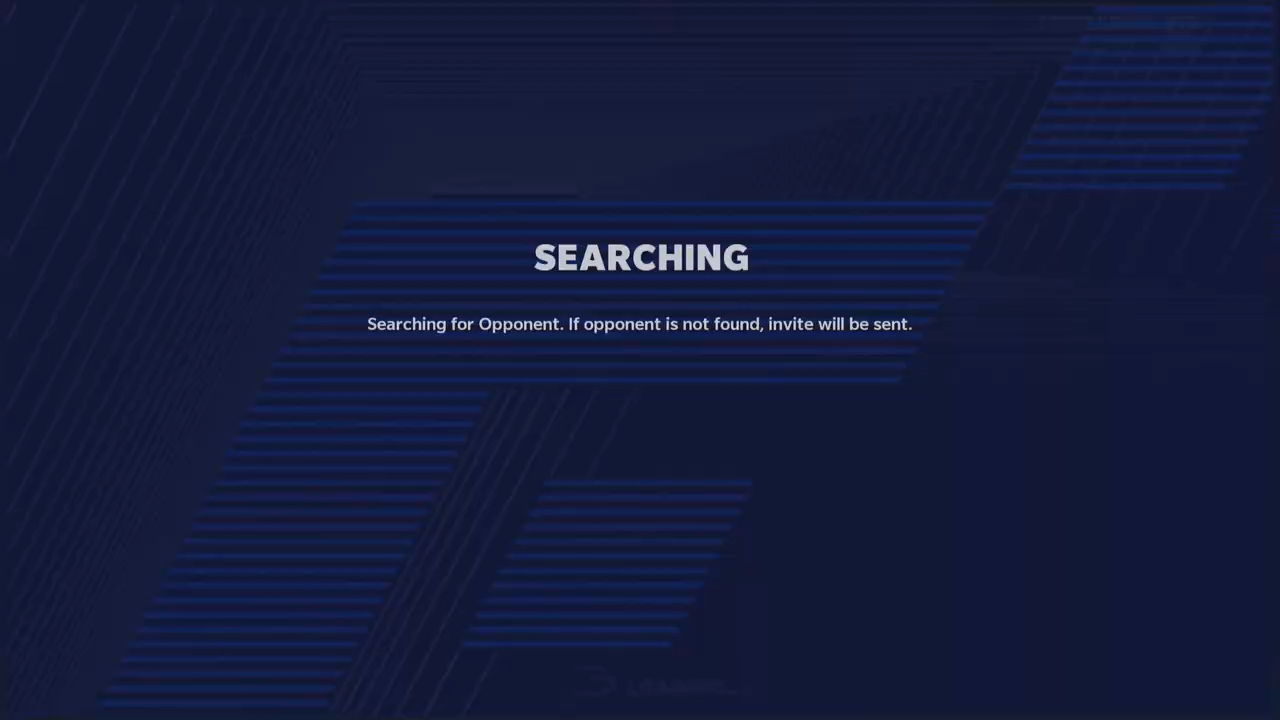 SEARCHING
Searching for Opponent. If opponent is not found, invite will be sent.